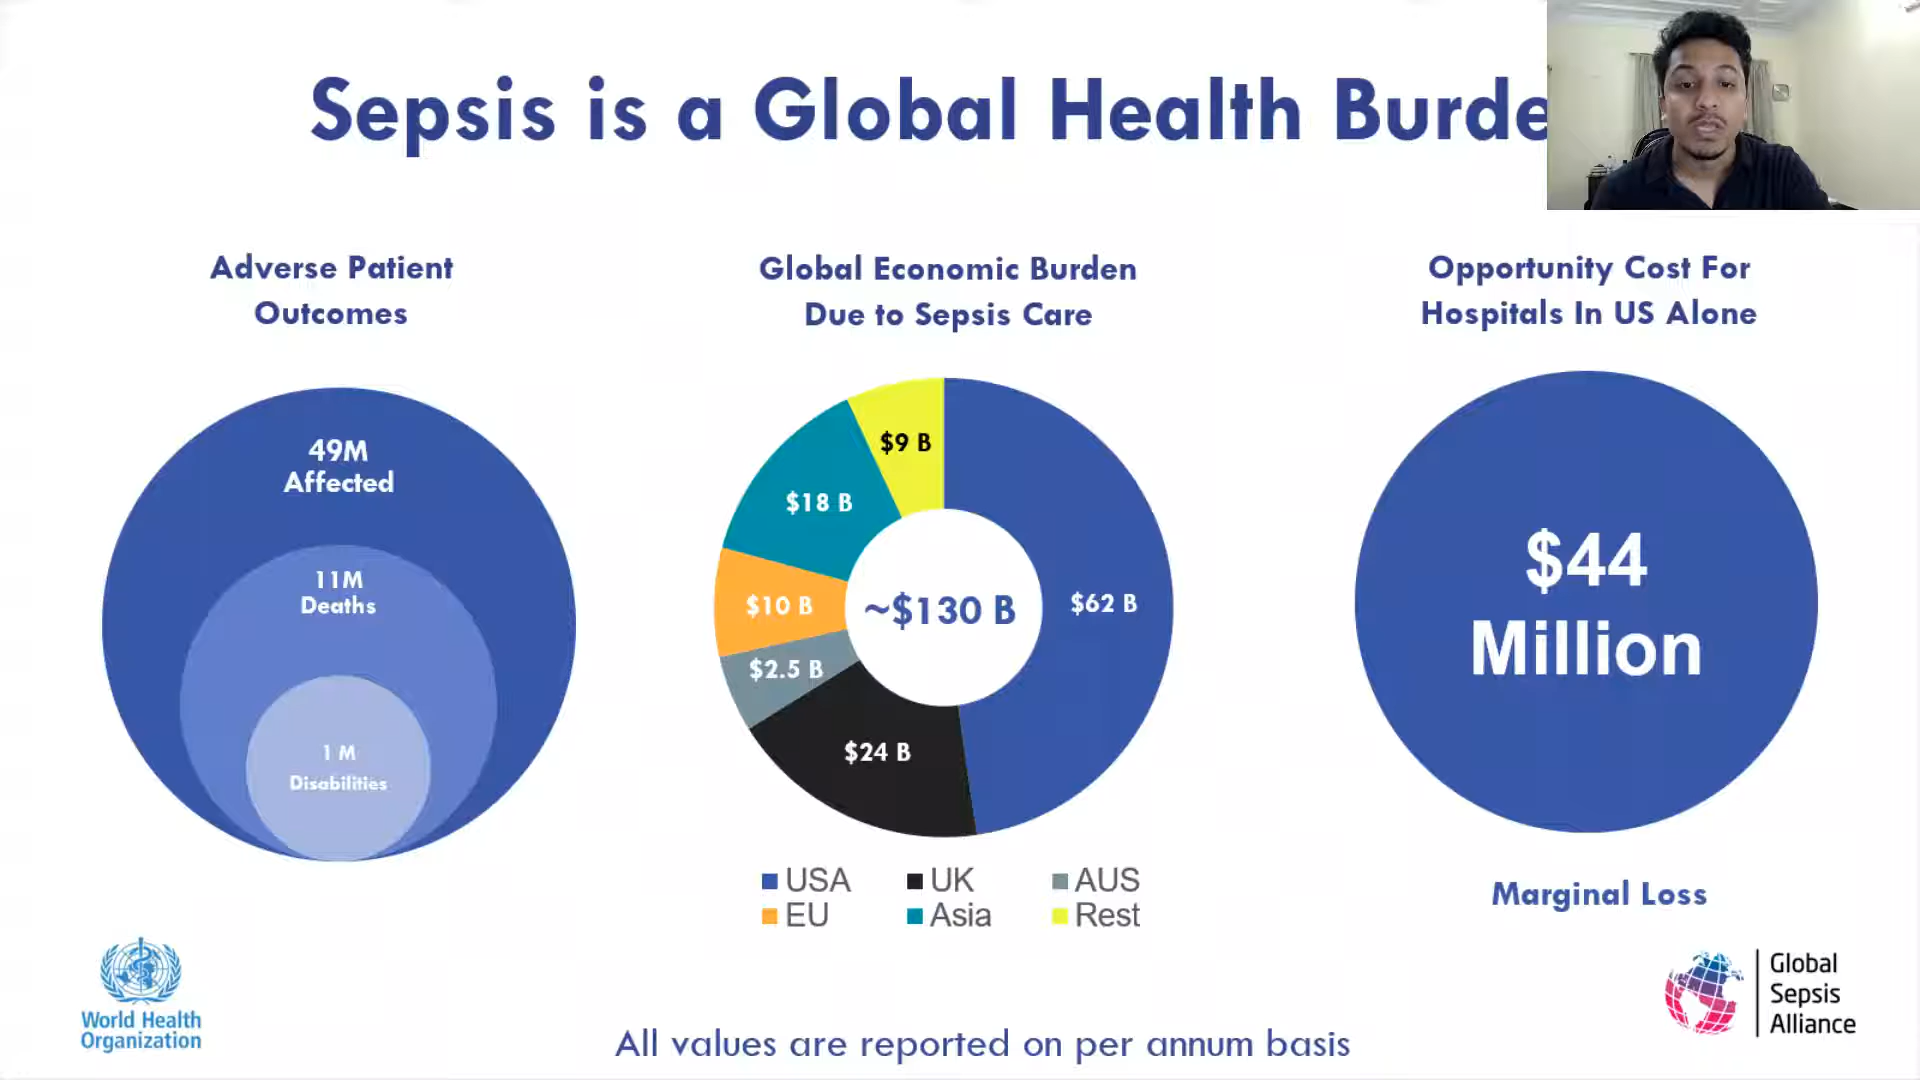 Sepsis is a Global Health Burde
Adverse Patient
Outcomes
49M
Affected
11M
Deaths
1 M
Disabilities
Global Economic Burden
Due to Sepsis Care
$9 B
$18 B
$10 B
~$130 B
$62 B
$2.5 B
$24 B
USA
UK
AUS
EU
Asia
Rest
Opportunity Cost For
Hospitals In US Alone
$44
Million
Marginal Loss
World Health
Organization
Global
Sepsis
Alliance
All values are reported on per annum basis